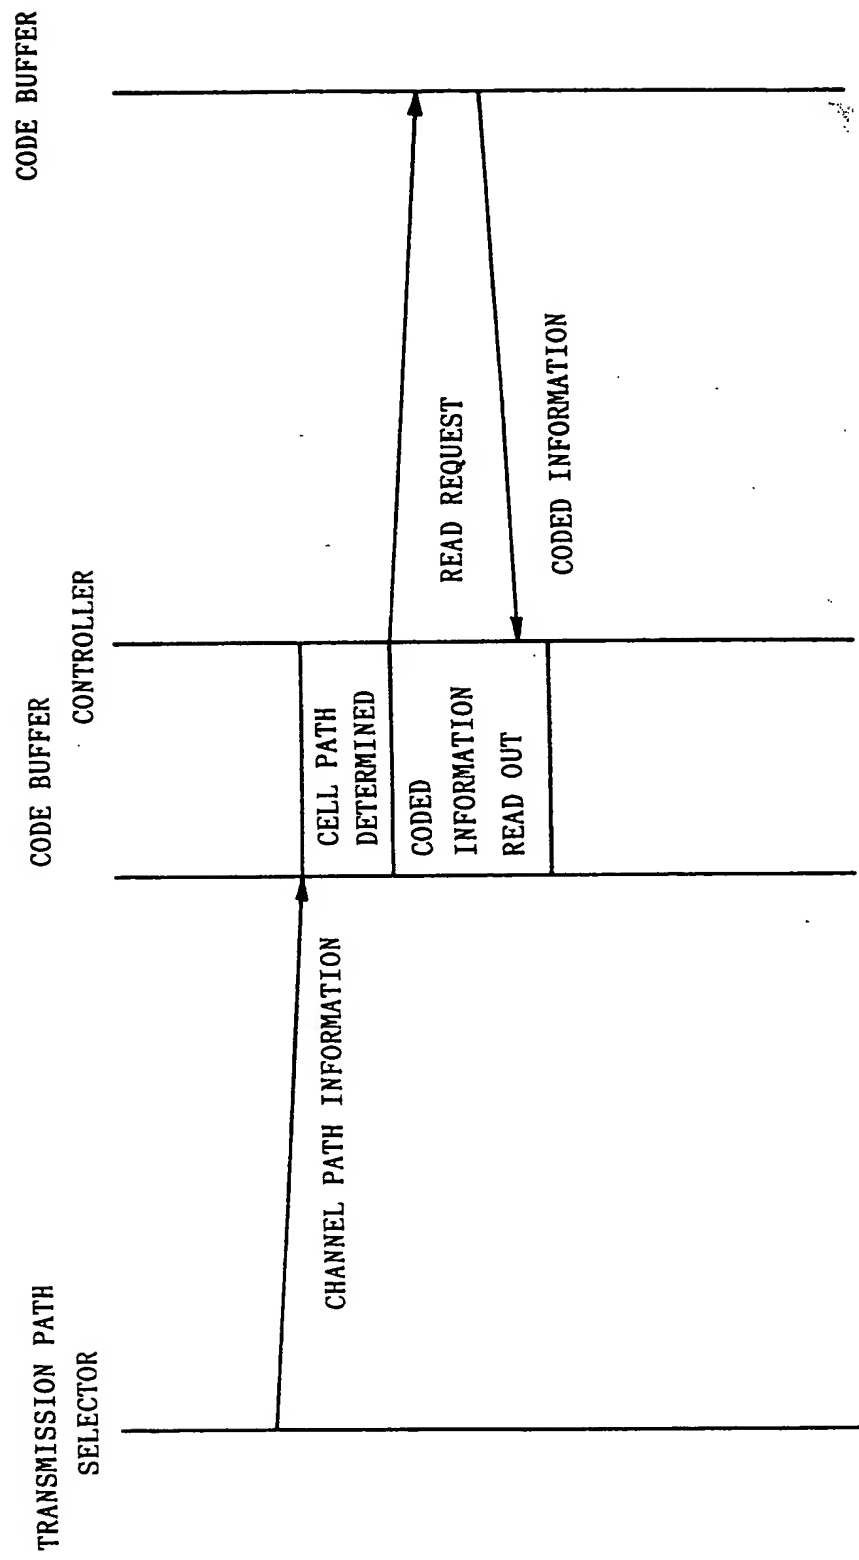 TRANSMISSION PATH
SELECTOR
CODE BUFFER
CONTROLLER
CODE BUFFER
CHANNEL PATH INFORMATION
CELL PATH
DETERMINED
CODED
INFORMATION
READ OUT
READ REQUEST
CODED INFORMATION